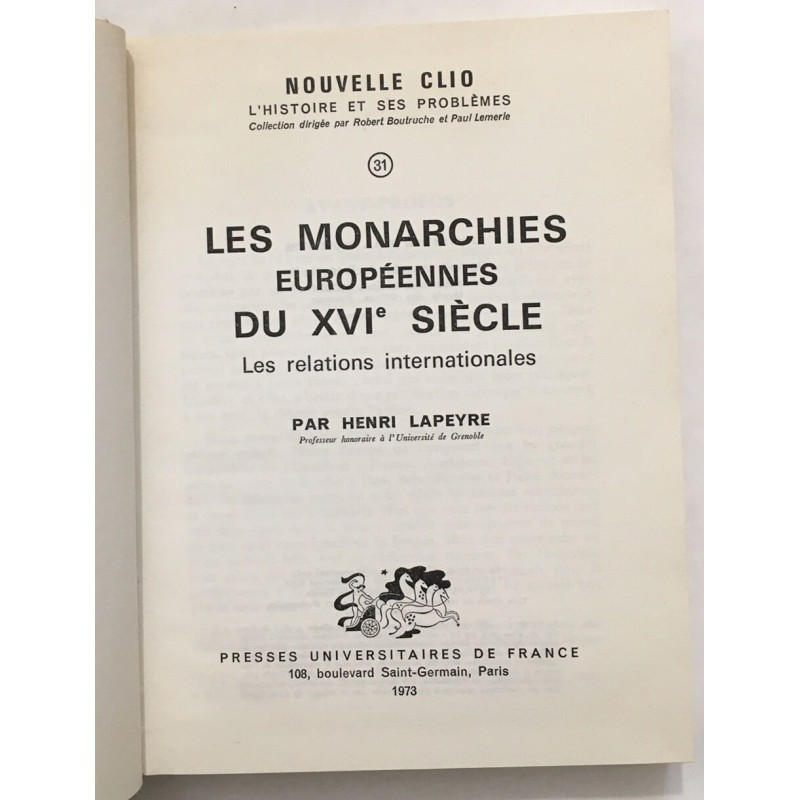 NOUVELLE CLIO
L'HISTOIRE ET SES PROBLÈMES
Collection dirigée par Robert Boutruche et Paul Lemerle
31
LES MONARCHIES
EUROPÉENNES
DU XVIe SIÈCLE
Les relations internationales
PAR HENRI LAPEYRE
Professeur honoraire à l'Université de Grenoble
PRESSES UNIVERSITAIRES DE FRANCE
108, boulevard Saint-Germain, Paris
1973